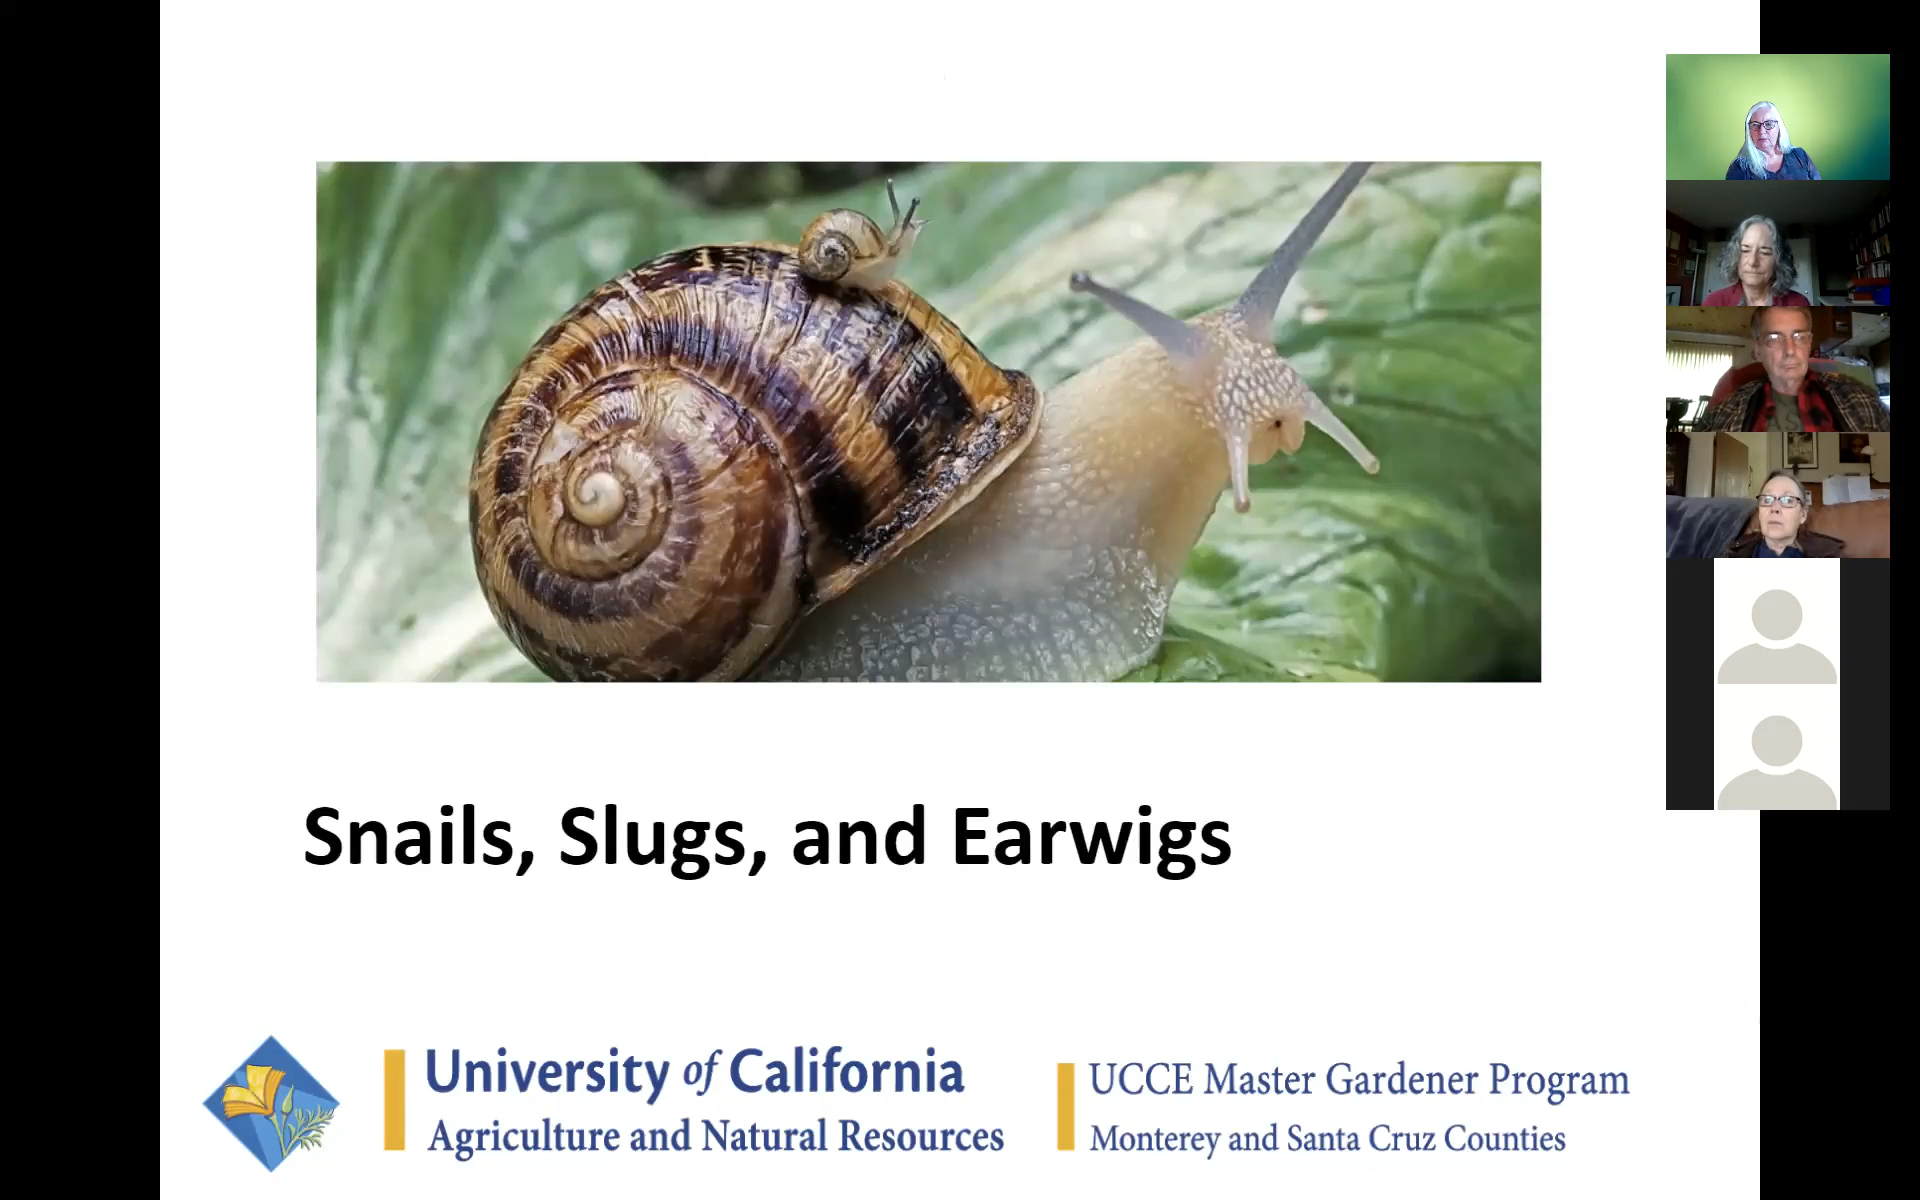 Snails, Slugs, and Earwigs
University of California
Agriculture and Natural Resources
UCCE Master Gardener Program
Monterey and Santa Cruz Counties